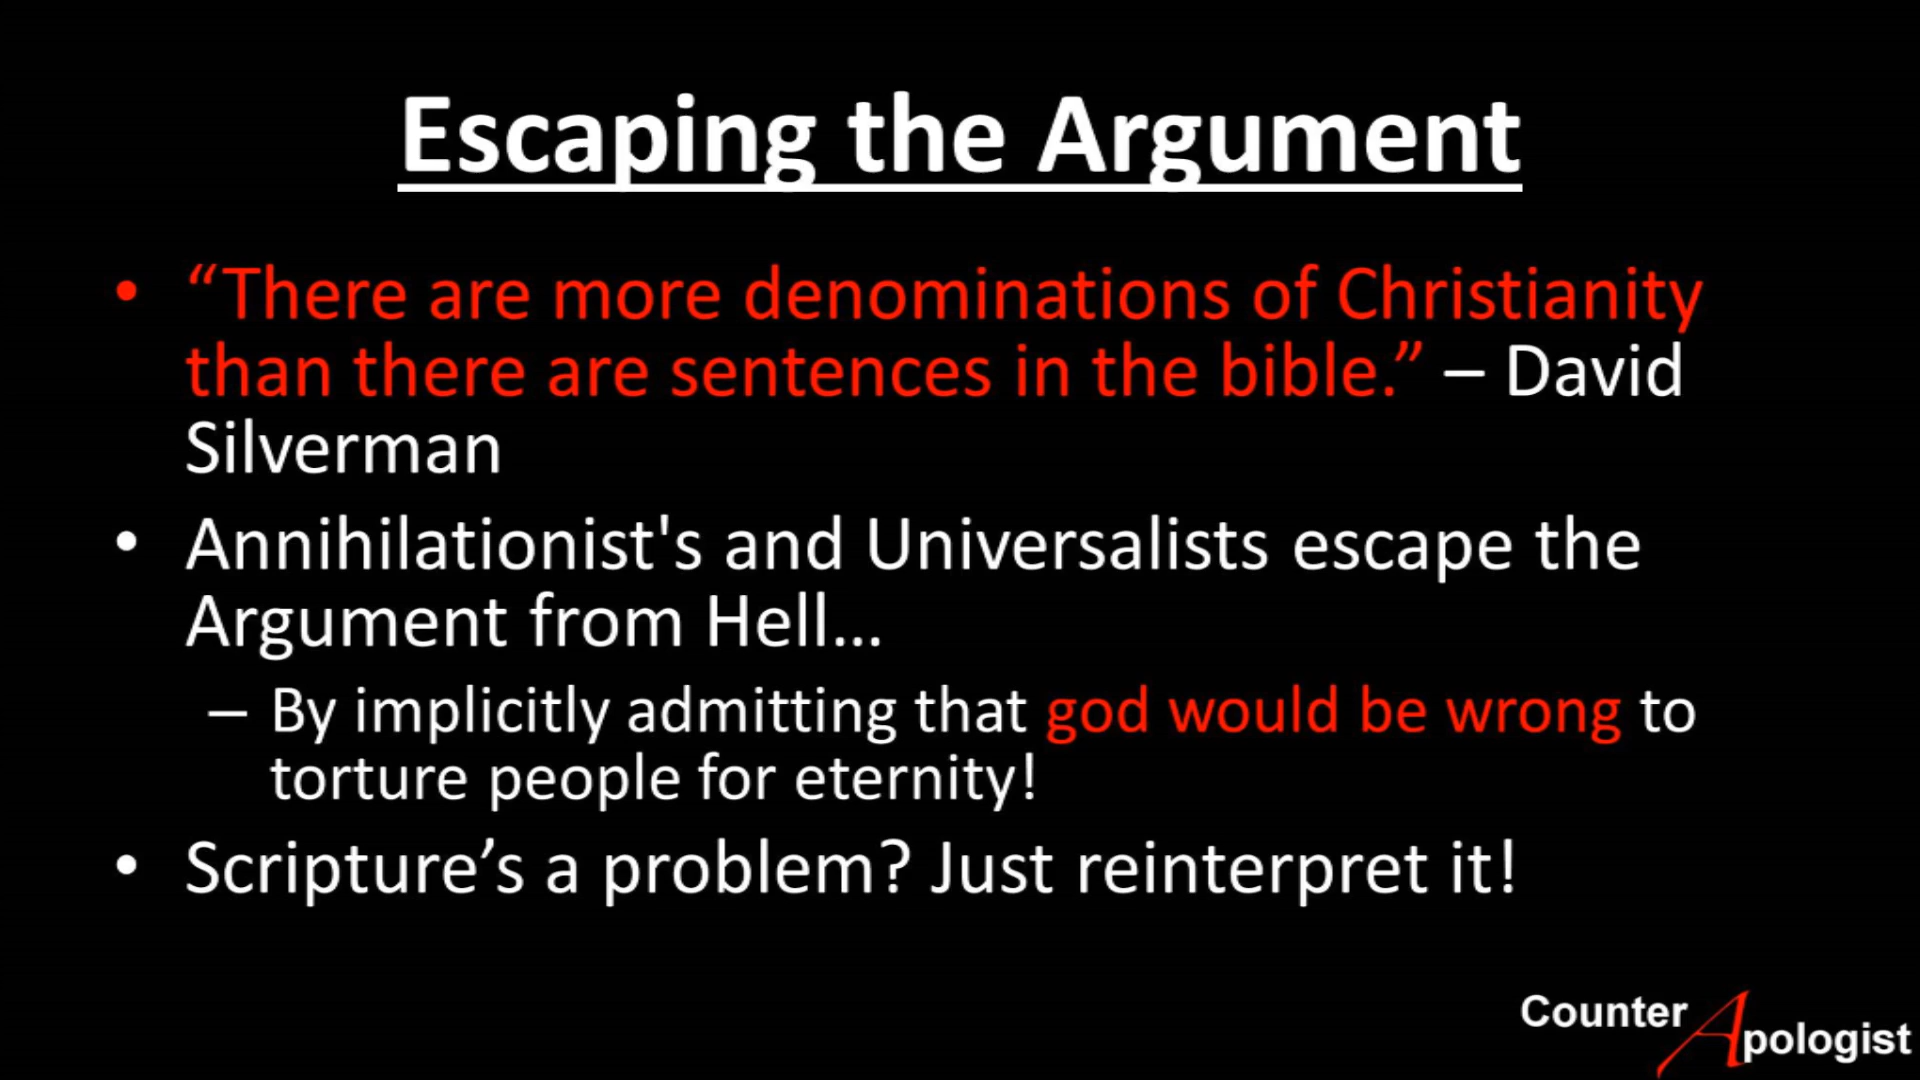 Escaping the Argument
• “There are more denominations of Christianity
than there are sentences in the bible.” – David
Silverman
• Annihilationist's and Universalists escape the
Argument from Hell...
– By implicitly admitting that god would be wrong to
torture people for eternity!
• Scripture’s a problem? Just reinterpret it!
Counter
Apologist